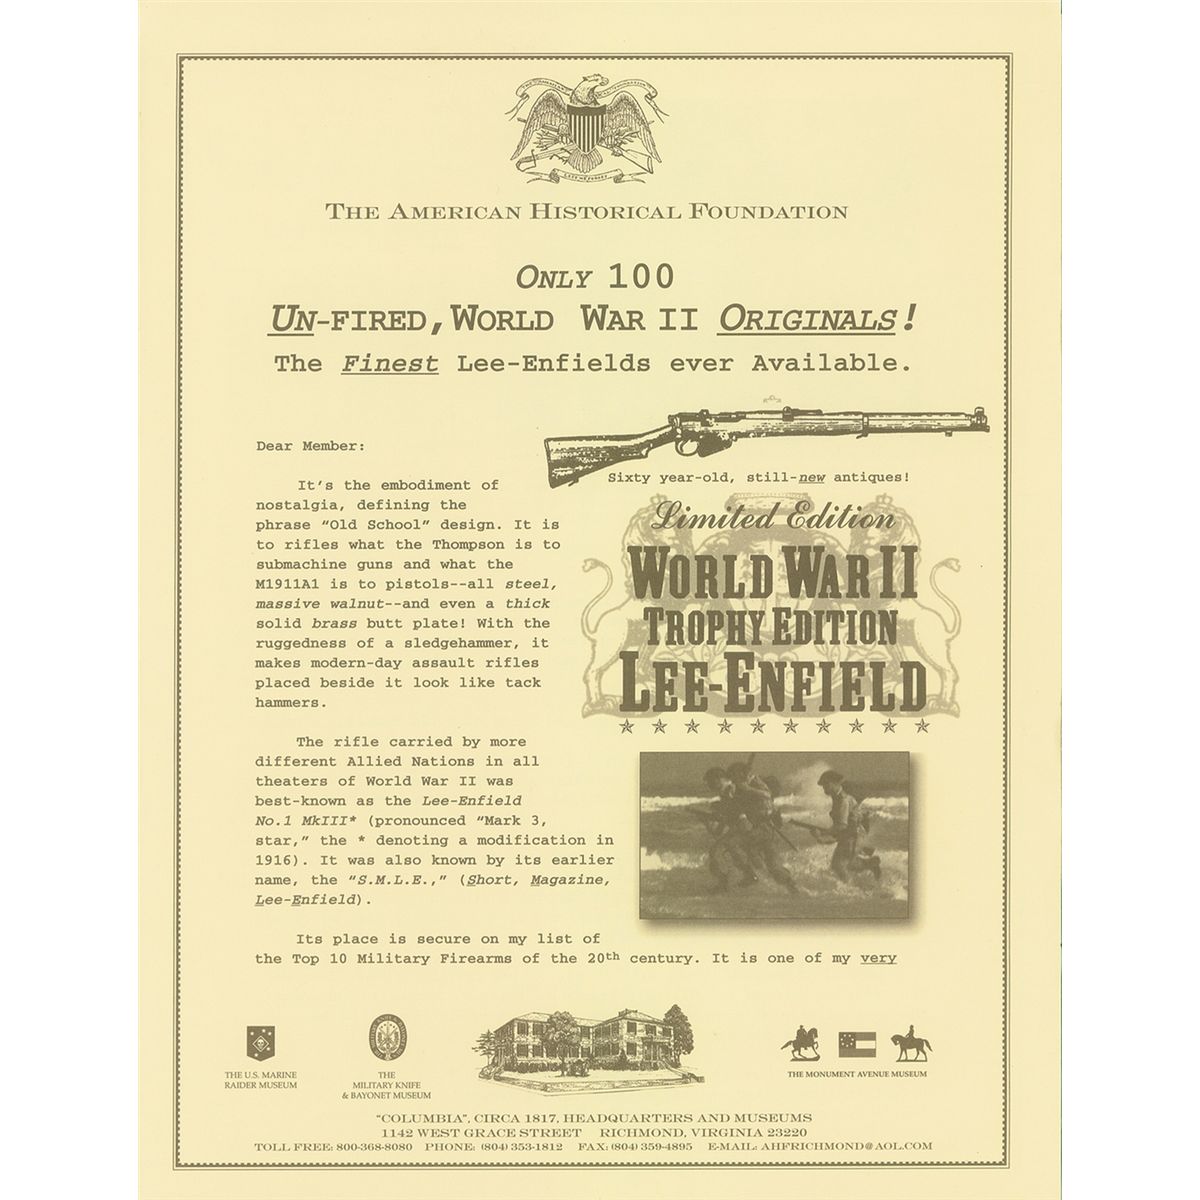 THE AMERICAN HISTORICAL FOUNDATION
ONLY 100
UN-FIRED, WORLD WAR II ORIGINALS!
The Finest Lee-Enfields ever Available.
Dear Member:
Sixty year-old, still-new antiques!
It's the embodiment of
nostalgia, defining the
phrase "Old School" design. It is
to rifles what the Thompson is to
submachine guns and what the
M1911A1 is to pistols--all steel,
massive walnut--and even a thick
solid brass butt plate! With the
ruggedness of a sledgehammer, it
makes modern-day assault rifles
placed beside it look like tack
hammers.
Limited Edition
WORLD WAR II
TROPHY EDITION
LEE-ENFIELD
The rifle carried by more
different Allied Nations in all
theaters of World War II was
best-known as the Lee-Enfield
No.1 MkIII* (pronounced "Mark 3,
star," the * denoting a modification in
1916). It was also known by its earlier
name, the "S.M.L.E.," (Short, Magazine,
Lee-Enfield).
Its place is secure on my list of
the Top 10 Military Firearms of the 20th century. It is one of my very
THE U.S. MARINE
RAIDER MUSEUM
THE
MILITARY KNIFE
& BAYONET MUSEUM
THE MONUMENT AVENUE MUSEUM
"COLUMBIA", CIRCA 1817, HEADQUARTERS AND MUSEUMS
1142 WEST GRACE STREET RICHMOND, VIRGINIA 23220
TOLL FREE: 800-368-8080 PHONE: (804) 353-1812 FAX: (804) 359-4895 E-MAIL: AHFRICHMOND@AOL.COM